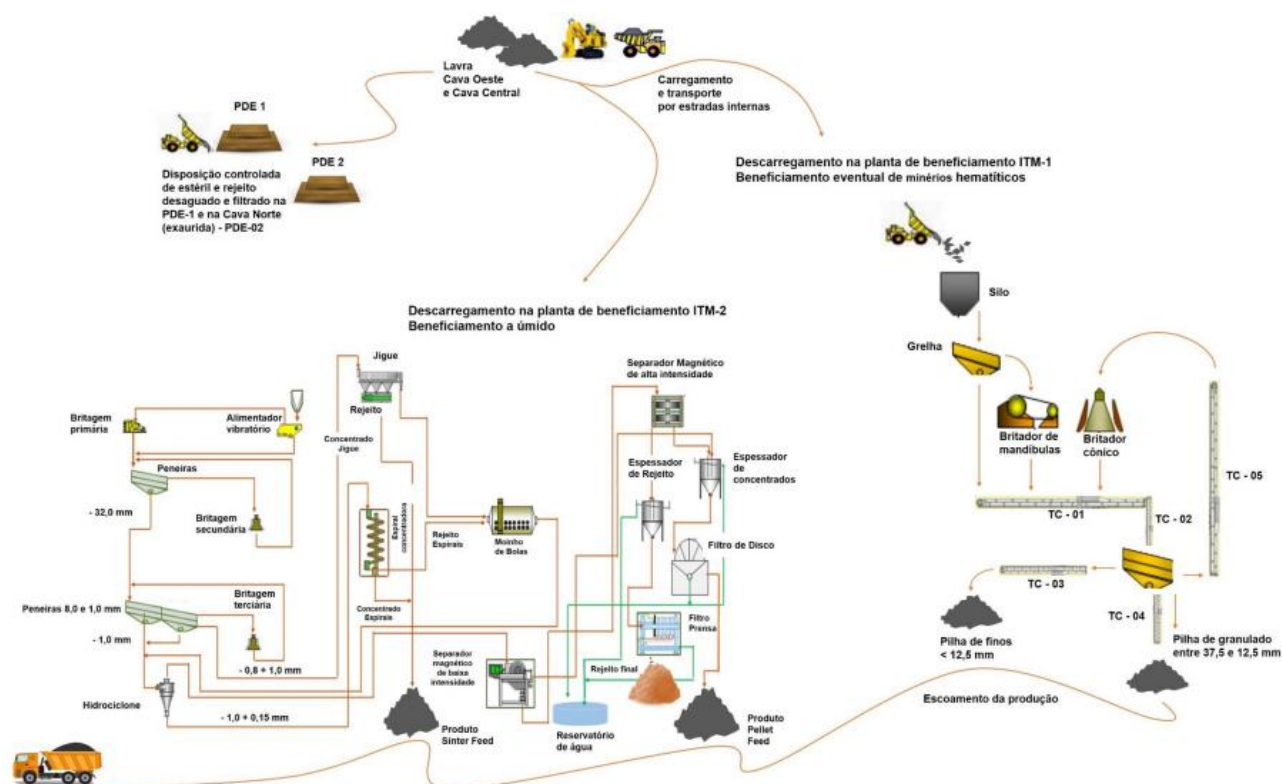 Lavra
Cava Oeste
e Cava Central
Carregamento
e transporte
por estradas internas
PDE 1
PDE 2
Disposição controlada
de estéril e rejeito
desaguado e filtrado na
PDE-1 e na Cava Norte
(exaurida) - PDE-02
Descarregamento na planta de beneficiamento ITM-1
Beneficiamento eventual de minérios hematíticos
Silo
Grelha
Britador de
mandíbulas
Britador
cônico
TC - 05
TC - 01
TC - 02
TC - 03
TC - 04
Pilha de finos
< 12,5 mm
Pilha de granulado
entre 37,5 e 12,5 mm
Escoamento da produção
Descarregamento na planta de beneficiamento ITM-2
Beneficiamento a úmido
Jigue
Rejeito
Concentrado
Jigue
Britagem
primária
Alimentador
vibratório
Peneiras
- 32,0 mm
Britagem
secundária
Peneiras 8,0 e 1,0 mm
Britagem
terciária
- 1,0 mm
- 0,8 + 1,0 mm
Hidrociclone
- 1,0 + 0,15 mm
Espiral
concentradora
Rejeito
Espirais
Concentrado
Espirais
Moinho
de Bolas
Separador
magnético
de baixa
intensidade
Separador Magnético
de alta intensidade
Espessador
de Rejeito
Espessador
de
concentrados
Filtro de Disco
Filtro
Prensa
Rejeito final
Reservatório
de água
Produto
Sinter Feed
Produto
Pellet
Feed